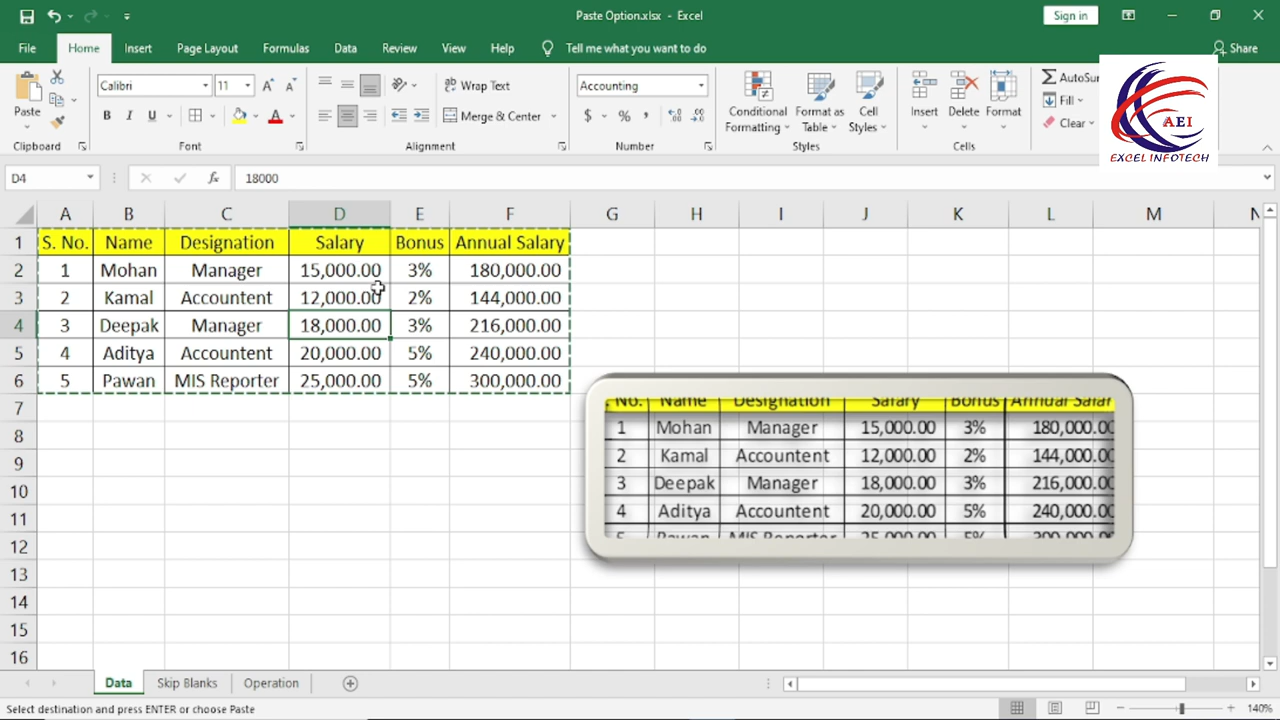 Paste Option.xlsx - Excel
Sign in
File Home Insert Page Layout Formulas Data Review View Help Tell me what you want to do Share
Paste
Calibri 11
B I U
Wrap Text
Merge & Center
Accounting
$ % ,
Conditional Formatting
Format as Table
Cell Styles
Insert Delete Format
AutoSu
Fill
Clear
Clipboard Font Alignment Number Styles Cells
AEI
EXCEL INFOTECH
D4 fx 18000
A B C D E F G H I J K L M N
1 S. No. Name Designation Salary Bonus Annual Salary
2 1 Mohan Manager 15,000.00 3% 180,000.00
3 2 Kamal Accountent 12,000.00 2% 144,000.00
4 3 Deepak Manager 18,000.00 3% 216,000.00
5 4 Aditya Accountent 20,000.00 5% 240,000.00
6 5 Pawan MIS Reporter 25,000.00 5% 300,000.00
7
8
9
10
11
12
13
14
15
16
No. Name Designation Salary Bonus Annual Salar
1 Mohan Manager 15,000.00 3% 180,000.00
2 Kamal Accountent 12,000.00 2% 144,000.00
3 Deepak Manager 18,000.00 3% 216,000.00
4 Aditya Accountent 20,000.00 5% 240,000.00
5 Pawan MIS Reporter 25,000.00 5% 300,000.00
Data Skip Blanks Operation
Select destination and press ENTER or choose Paste
140%